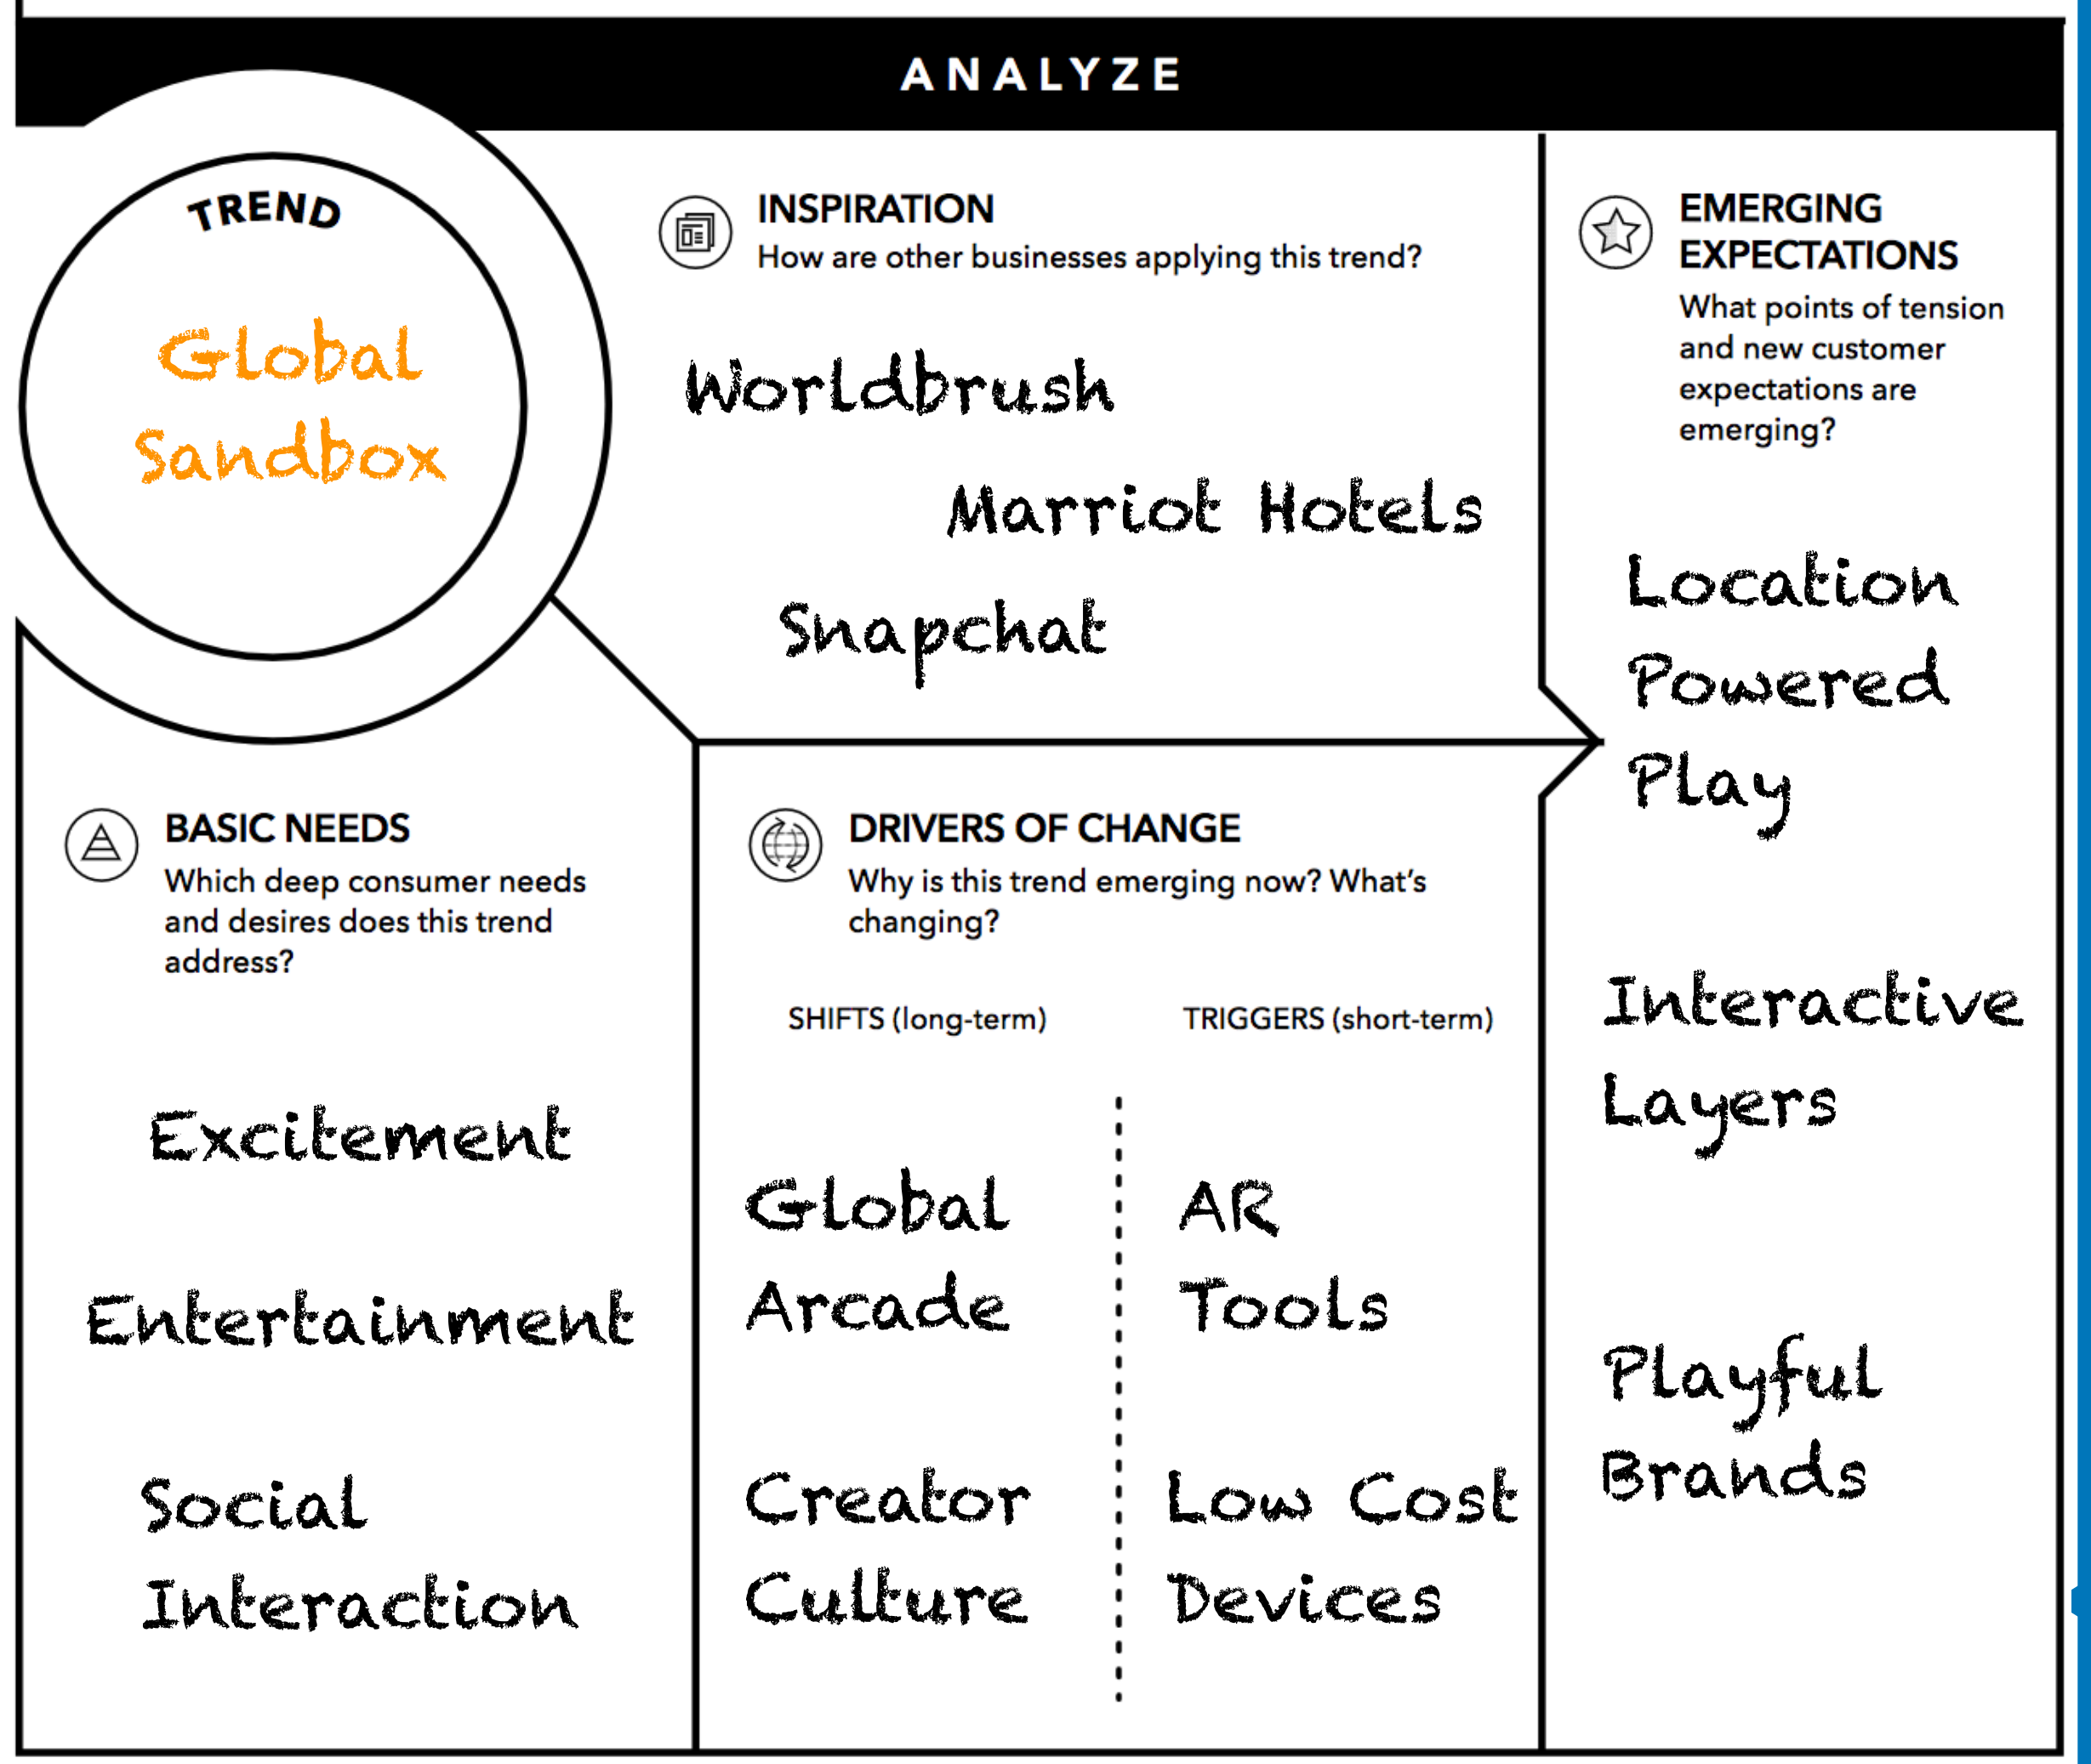 ANALYZE
TREND
Global
Sandbox
INSPIRATION
How are other businesses applying this trend?
Worldbrush
Marriot Hotels
Snapchat
EMERGING
EXPECTATIONS
What points of tension
and new customer
expectations are
emerging?
Location
Powered
Play
Interactive
Layers
Playful
Brands
BASIC NEEDS
Which deep consumer needs
and desires does this trend
address?
Excitement
Entertainment
Social
Interaction
DRIVERS OF CHANGE
Why is this trend emerging now? What's
changing?
SHIFTS (long-term)
Global
Arcade
Creator
Culture
TRIGGERS (short-term)
AR
Tools
Low Cost
Devices